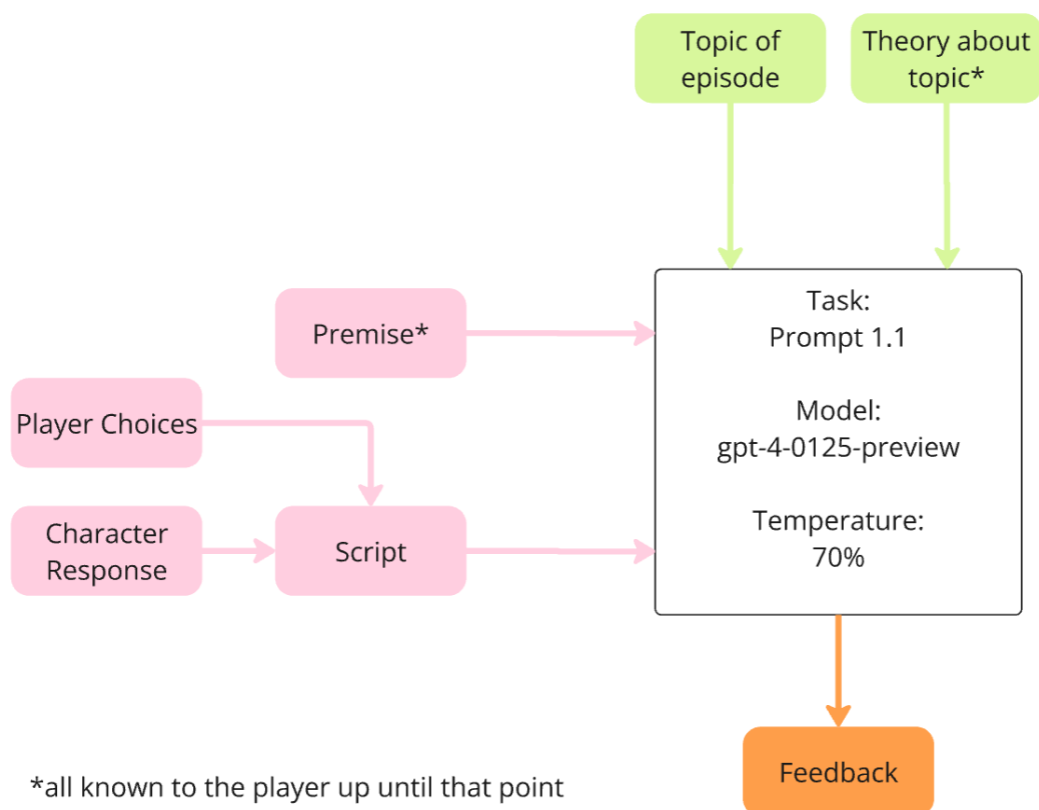 Topic of
episode
Theory about
topic*
Task:
Prompt 1.1
Model:
gpt-4-0125-preview
Temperature:
70%
Premise*
Player Choices
Character
Response
Script
Feedback
*all known to the player up until that point